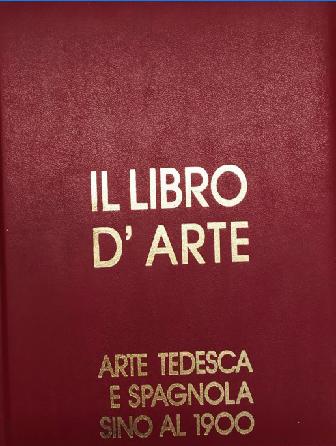 IL LIBRO
D' ARTE
ARTE TEDESCA
E SPAGNOLA
SINO AL 1900